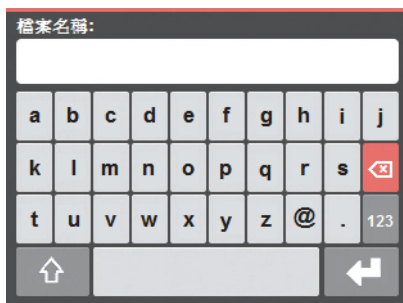 檔案名稱:
a b c d e f g h i j
k l m n o p q r s
t u v w x y z @ . 123